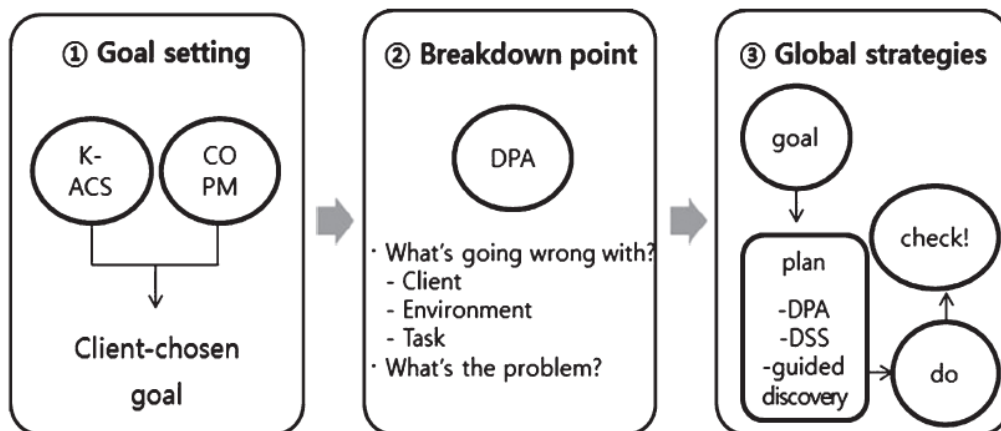 ① Goal setting
K-
ACS
CO
PM
Client-chosen
goal
② Breakdown point
DPA
· What's going wrong with?
- Client
- Environment
- Task
· What's the problem?
③ Global strategies
goal
plan
-DPA
-DSS
-guided
discovery
do
check!